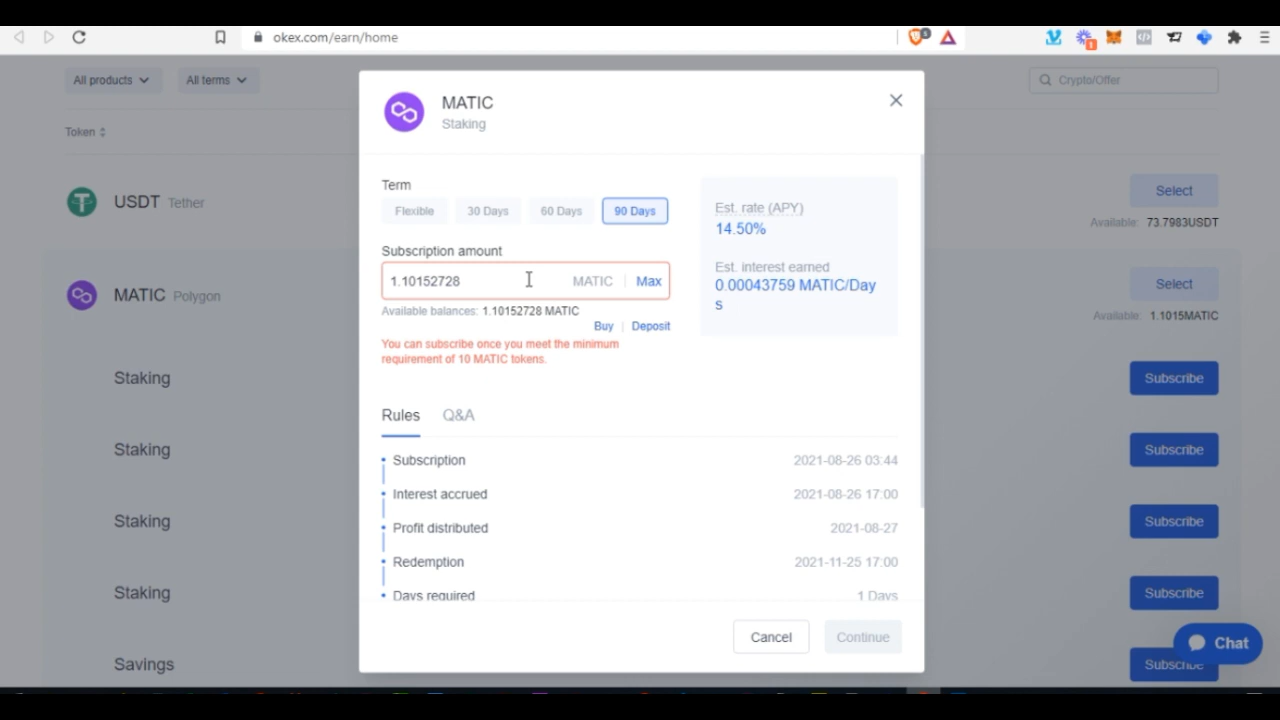 okex.com/earn/home
5
1
All products
All terms
Crypto/Offer
Token
USDT Tether
Select
Available: 73.7983USDT
MATIC Polygon
Select
Available: 1.1015MATIC
Staking
Subscribe
Staking
Subscribe
Staking
Subscribe
Staking
Subscribe
Savings
Subscribe
Chat
MATIC
Staking
Term
Flexible
30 Days
60 Days
90 Days
Subscription amount
1.10152728
MATIC
Max
Available balances: 1.10152728 MATIC
Buy
Deposit
You can subscribe once you meet the minimum
requirement of 10 MATIC tokens.
Est. rate (APY)
14.50%
Est. interest earned
0.00043759 MATIC/Day
s
Rules
Q&A
Subscription 2021-08-26 03:44
Interest accrued 2021-08-26 17:00
Profit distributed 2021-08-27
Redemption 2021-11-25 17:00
Days required 1 Days
Cancel
Continue